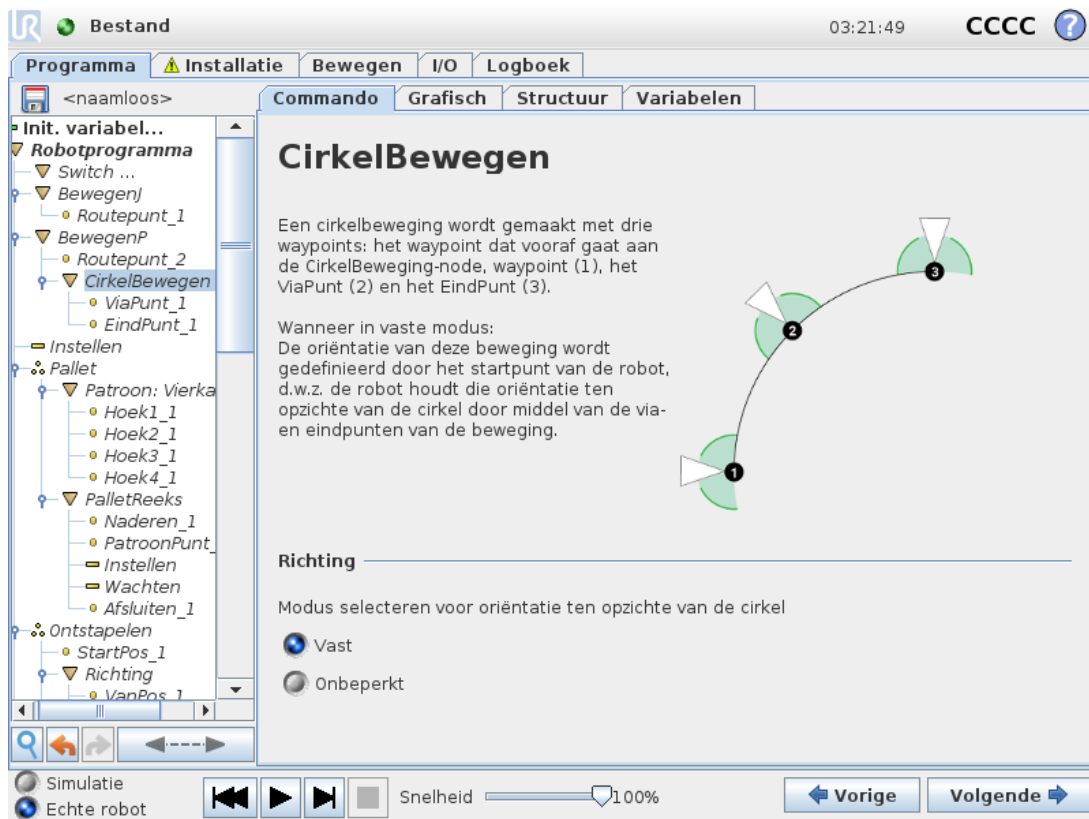 UR Bestand 03:21:49 CCCC ?
Programma Installatie Bewegen I/O Logboek
<naamloos> Commando Grafisch Structuur Variabelen
Init. variabel...
Robotprogramma
Switch ...
BewegenJ
Routepunt_1
BewegenP
Routepunt_2
CirkelBewegen
ViaPunt_1
EindPunt_1
Instellen
Pallet
Patroon: Vierka
Hoek1_1
Hoek2_1
Hoek3_1
Hoek4_1
PalletReeks
Naderen_1
PatroonPunt_
Instellen
Wachten
Afsluiten_1
Ontstapelen
StartPos_1
Richting
VanPos_1
CirkelBewegen
Een cirkelbeweging wordt gemaakt met drie
waypoints: het waypoint dat vooraf gaat aan
de CirkelBeweging-node, waypoint (1), het
ViaPunt (2) en het EindPunt (3).
Wanneer in vaste modus:
De oriëntatie van deze beweging wordt
gedefinieerd door het startpunt van de robot,
d.w.z. de robot houdt die oriëntatie ten
opzichte van de cirkel door middel van de via-
en eindpunten van de beweging.
3
2
1
Richting
Modus selecteren voor oriëntatie ten opzichte van de cirkel
Vast
Onbeperkt
Simulatie
Echte robot
Snelheid 100%
Vorige Volgende